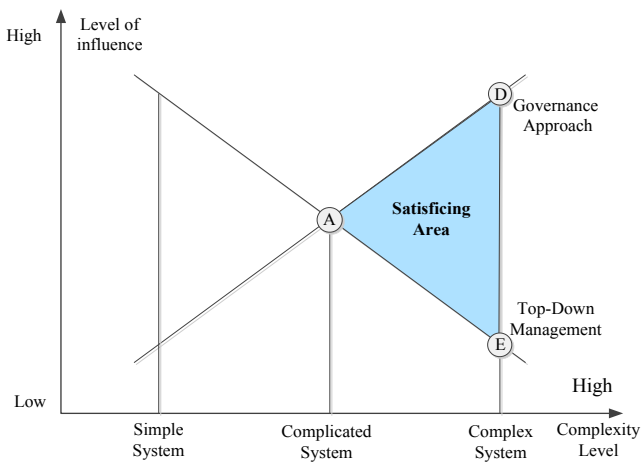 High
Level of
influence
D
Governance
Approach
A
Satisficing
Area
Top-Down
Management
E
High
Low
Simple
System
Complicated
System
Complex
System
Complexity
Level